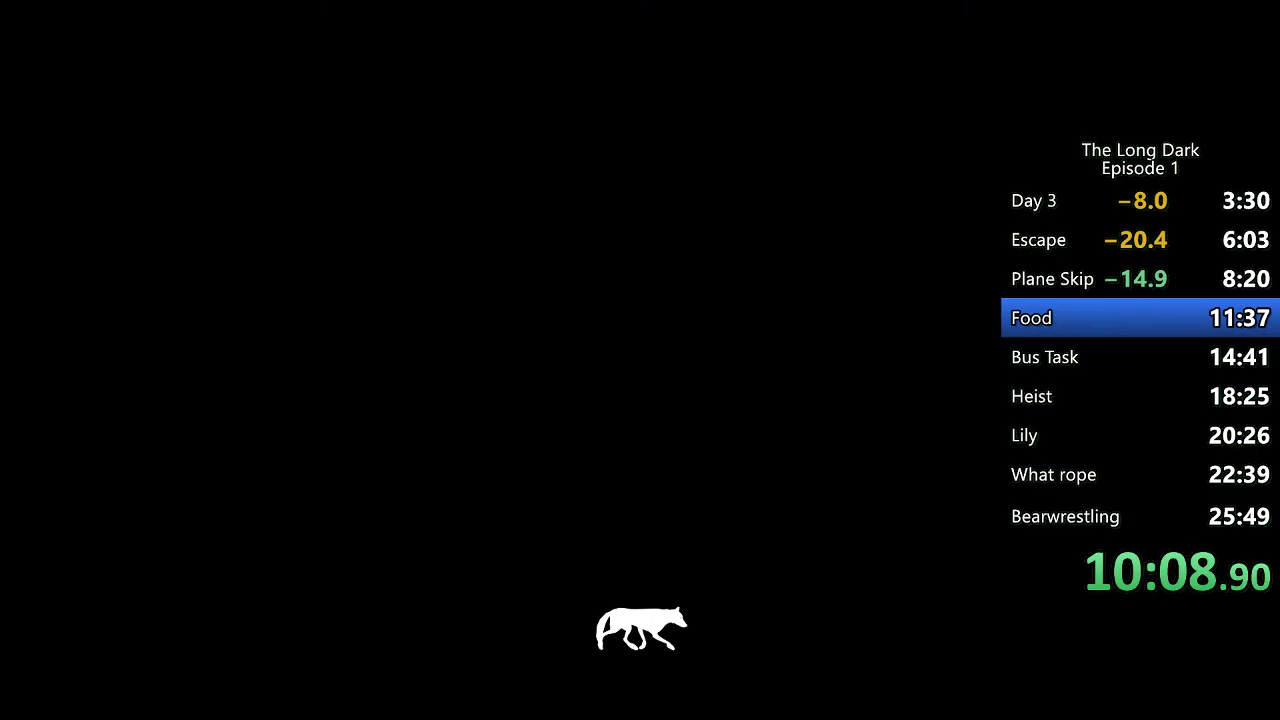 The Long Dark
Episode 1
Day 3 −8.0 3:30
Escape −20.4 6:03
Plane Skip −14.9 8:20
Food 11:37
Bus Task 14:41
Heist 18:25
Lily 20:26
What rope 22:39
Bearwrestling 25:49
10:08.90